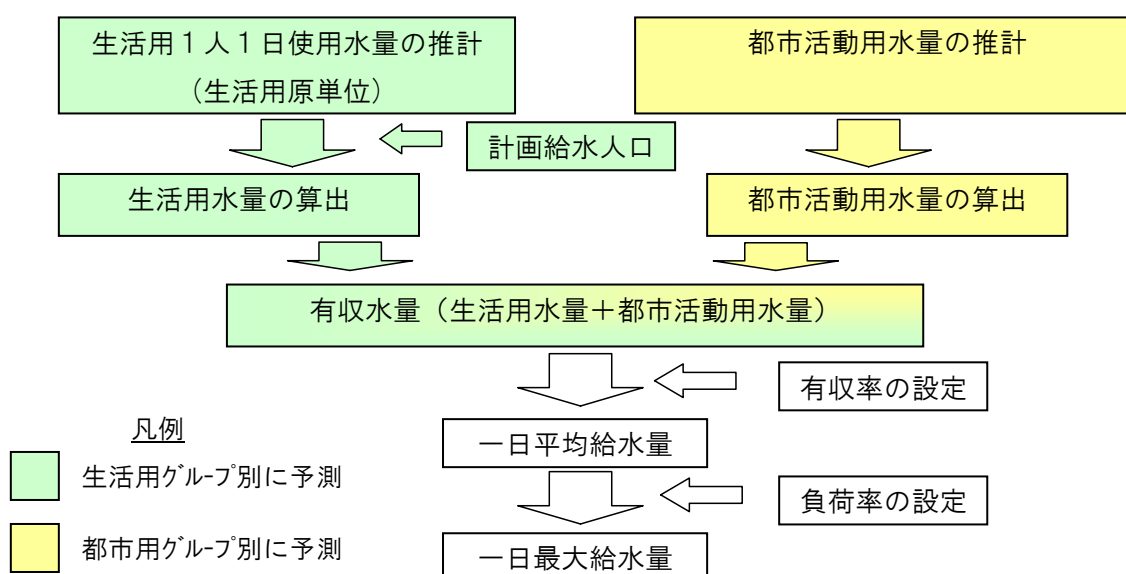 生活用１人１日使用水量の推計
（生活用原単位）
都市活動用水量の推計
計画給水人口
生活用水量の算出
都市活動用水量の算出
有収水量（生活用水量＋都市活動用水量）
有収率の設定
一日平均給水量
負荷率の設定
一日最大給水量
凡例
生活用ｸﾞﾙｰﾌﾟ別に予測
都市用ｸﾞﾙｰﾌﾟ別に予測